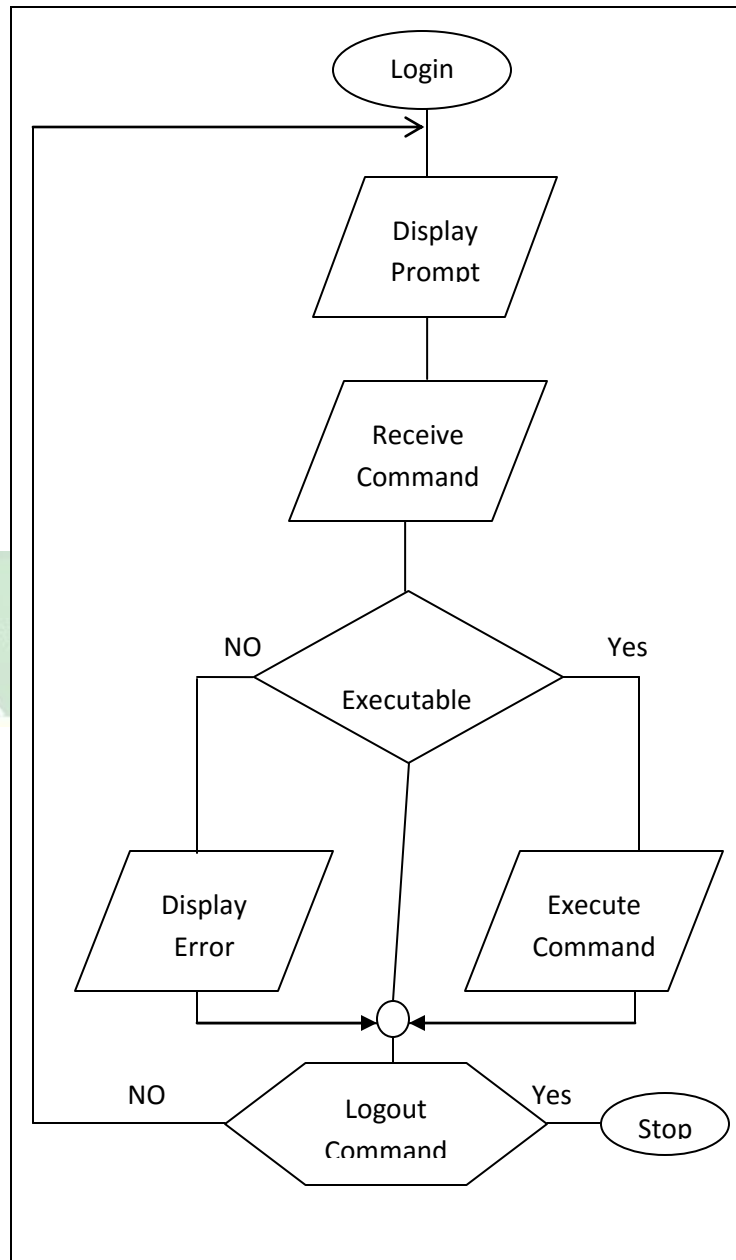 Login
Display
Prompt
Receive
Command
NO
Yes
Executable
Display
Error
Execute
Command
NO
Logout
Command
Yes
Stop